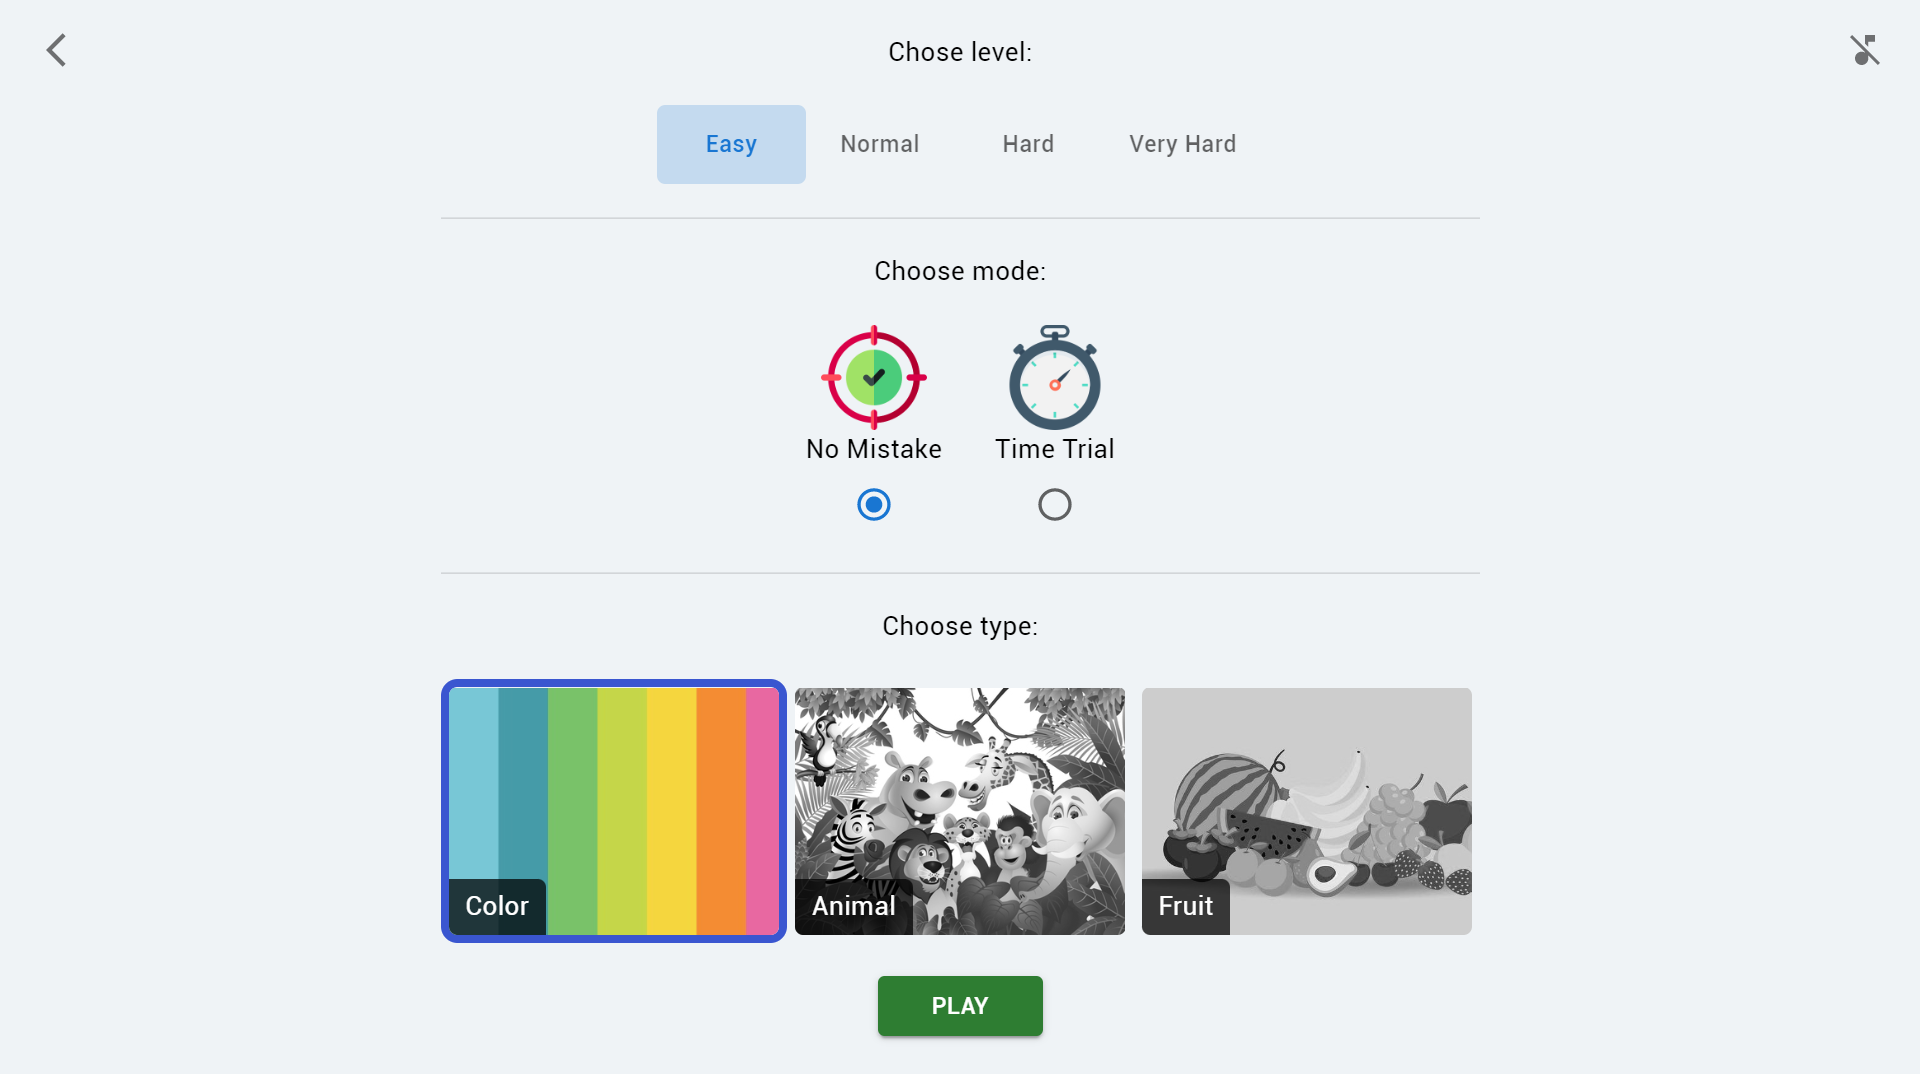 Chose level:
Easy Normal Hard Very Hard
Choose mode:
No Mistake Time Trial
Choose type:
Color Animal Fruit
PLAY